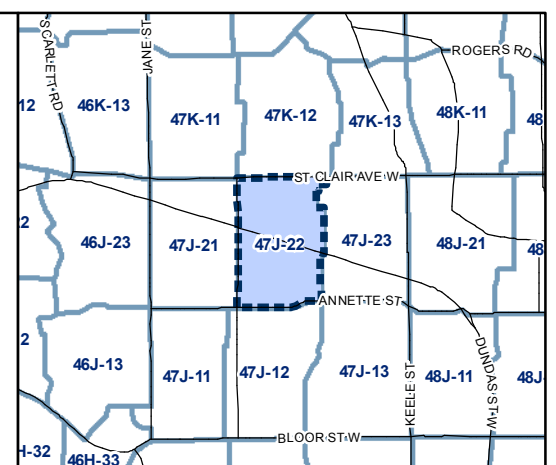 SCARLETT RD
JANE ST
ROGERS RD
12
46K-13
47K-11
47K-12
47K-13
48K-11
48
ST CLAIR AVE W
2
46J-23
47J-21
47J-22
47J-23
48J-21
48
ANNETTE ST
2
46J-13
47J-11
47J-12
47J-13
KEELE ST
48J-11
DUNDAS ST W
48J
BLOOR ST W
H-32
46H-33